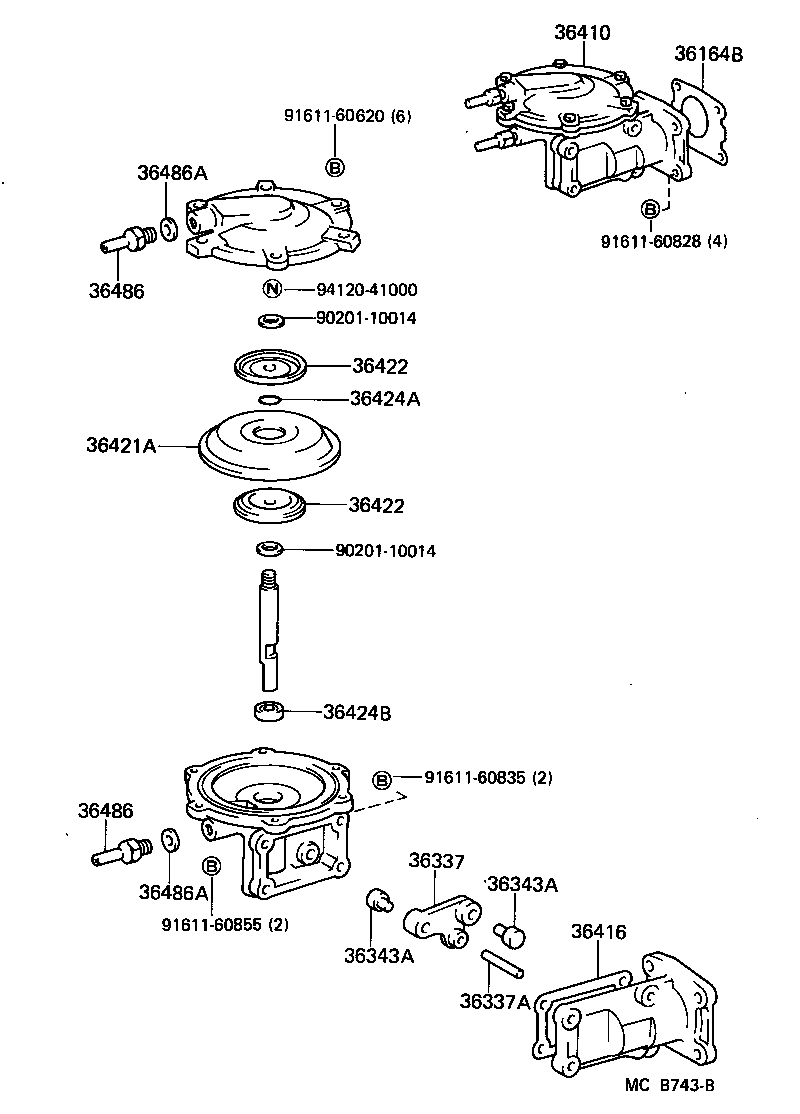 36410
36164B
91611-60620 (6)
B
36486A
B
91611-60828 (4)
36486
N 94120-41000
90201-10014
36422
36424A
36421A
36422
90201-10014
36424B
B 91611-60835 (2)
36486
B
36486A
91611-60855 (2)
36337
36343A
36343A
36416
36337A
MC B743-B